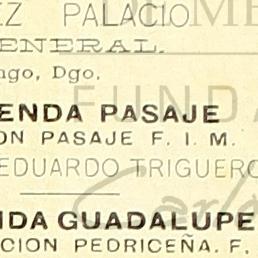 EZ PALACIO
GENERAL.
ngo, Dgo.
ENDA PASAJE
ON PASAJE F. I. M.
EDUARDO TRIGUERO
NDA GUADALUPE
CION PEDRICEÑA. F.